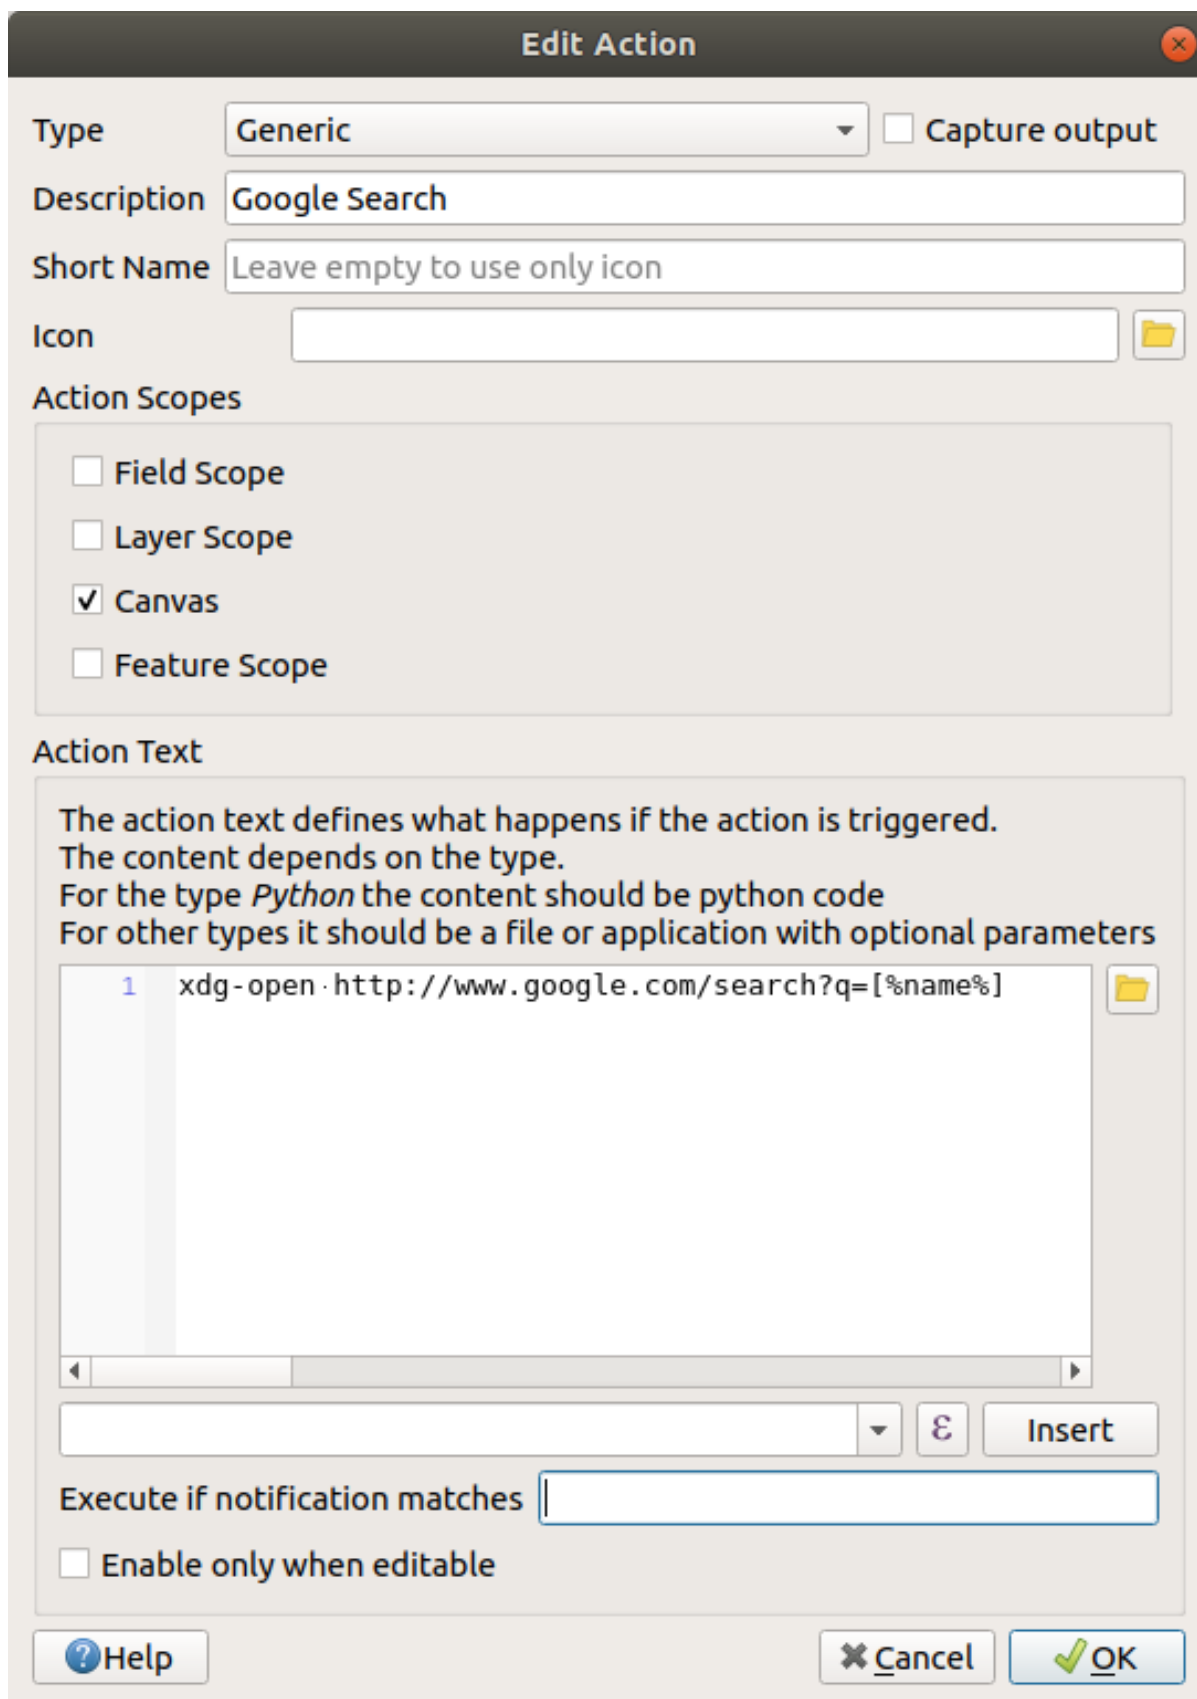 Edit Action
Type Generic Capture output
Description Google Search
Short Name Leave empty to use only icon
Icon
Action Scopes
Field Scope
Layer Scope
Canvas
Feature Scope
Action Text
The action text defines what happens if the action is triggered.
The content depends on the type.
For the type Python the content should be python code
For other types it should be a file or application with optional parameters
1 xdg-open·http://www.google.com/search?q=[%name%]
ε Insert
Execute if notification matches
Enable only when editable
Help Cancel OK